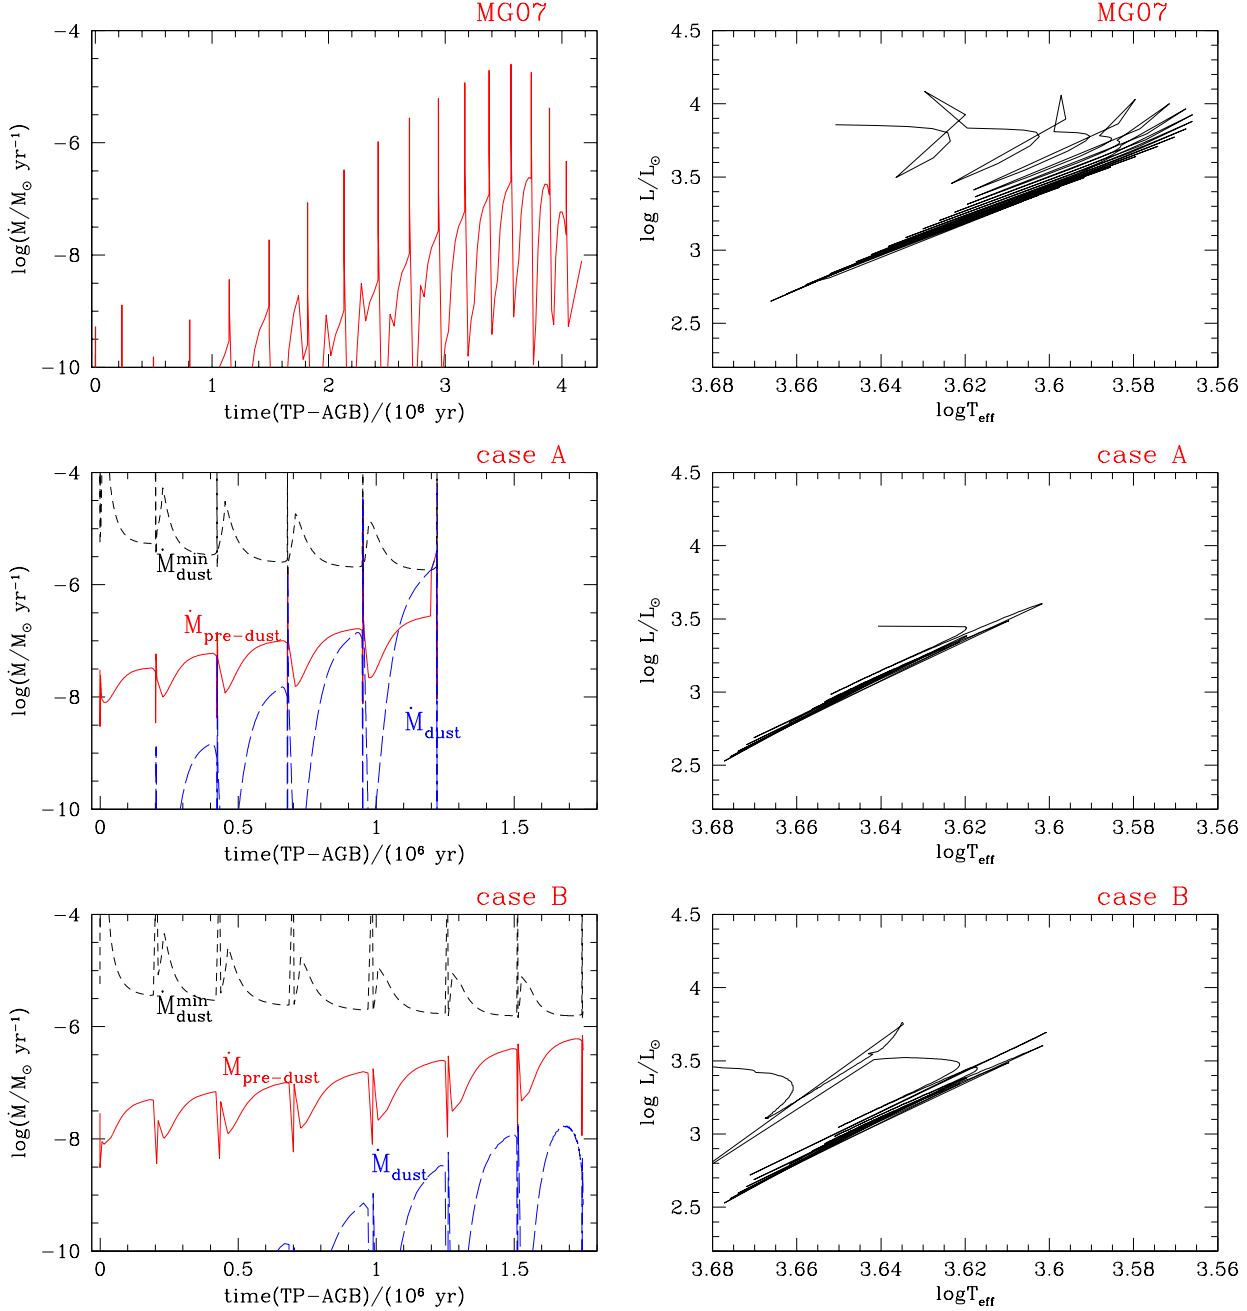 MG07
−4
−6
−8
−10
log(Ṁ/M⊙ yr⁻¹)
0 1 2 3 4
time(TP−AGB)/(10⁶ yr)
MG07
4.5
4
3.5
3
2.5
log L/L⊙
3.68 3.66 3.64 3.62 3.6 3.58 3.56
logTeff
case A
−4
−6
−8
−10
log(Ṁ/M⊙ yr⁻¹)
Ṁmin dust
Ṁpre−dust
Ṁdust
0 0.5 1 1.5
time(TP−AGB)/(10⁶ yr)
case A
4.5
4
3.5
3
2.5
log L/L⊙
3.68 3.66 3.64 3.62 3.6 3.58 3.56
logTeff
case B
−4
−6
−8
−10
log(Ṁ/M⊙ yr⁻¹)
Ṁmin dust
Ṁpre−dust
Ṁdust
0 0.5 1 1.5
time(TP−AGB)/(10⁶ yr)
case B
4.5
4
3.5
3
2.5
log L/L⊙
3.68 3.66 3.64 3.62 3.6 3.58 3.56
logTeff